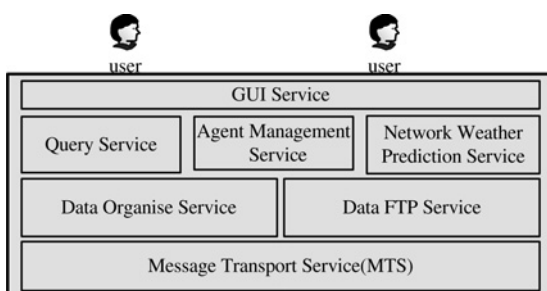 user
user
GUI Service
Query Service
Agent Management
Service
Network Weather
Prediction Service
Data Organise Service
Data FTP Service
Message Transport Service(MTS)